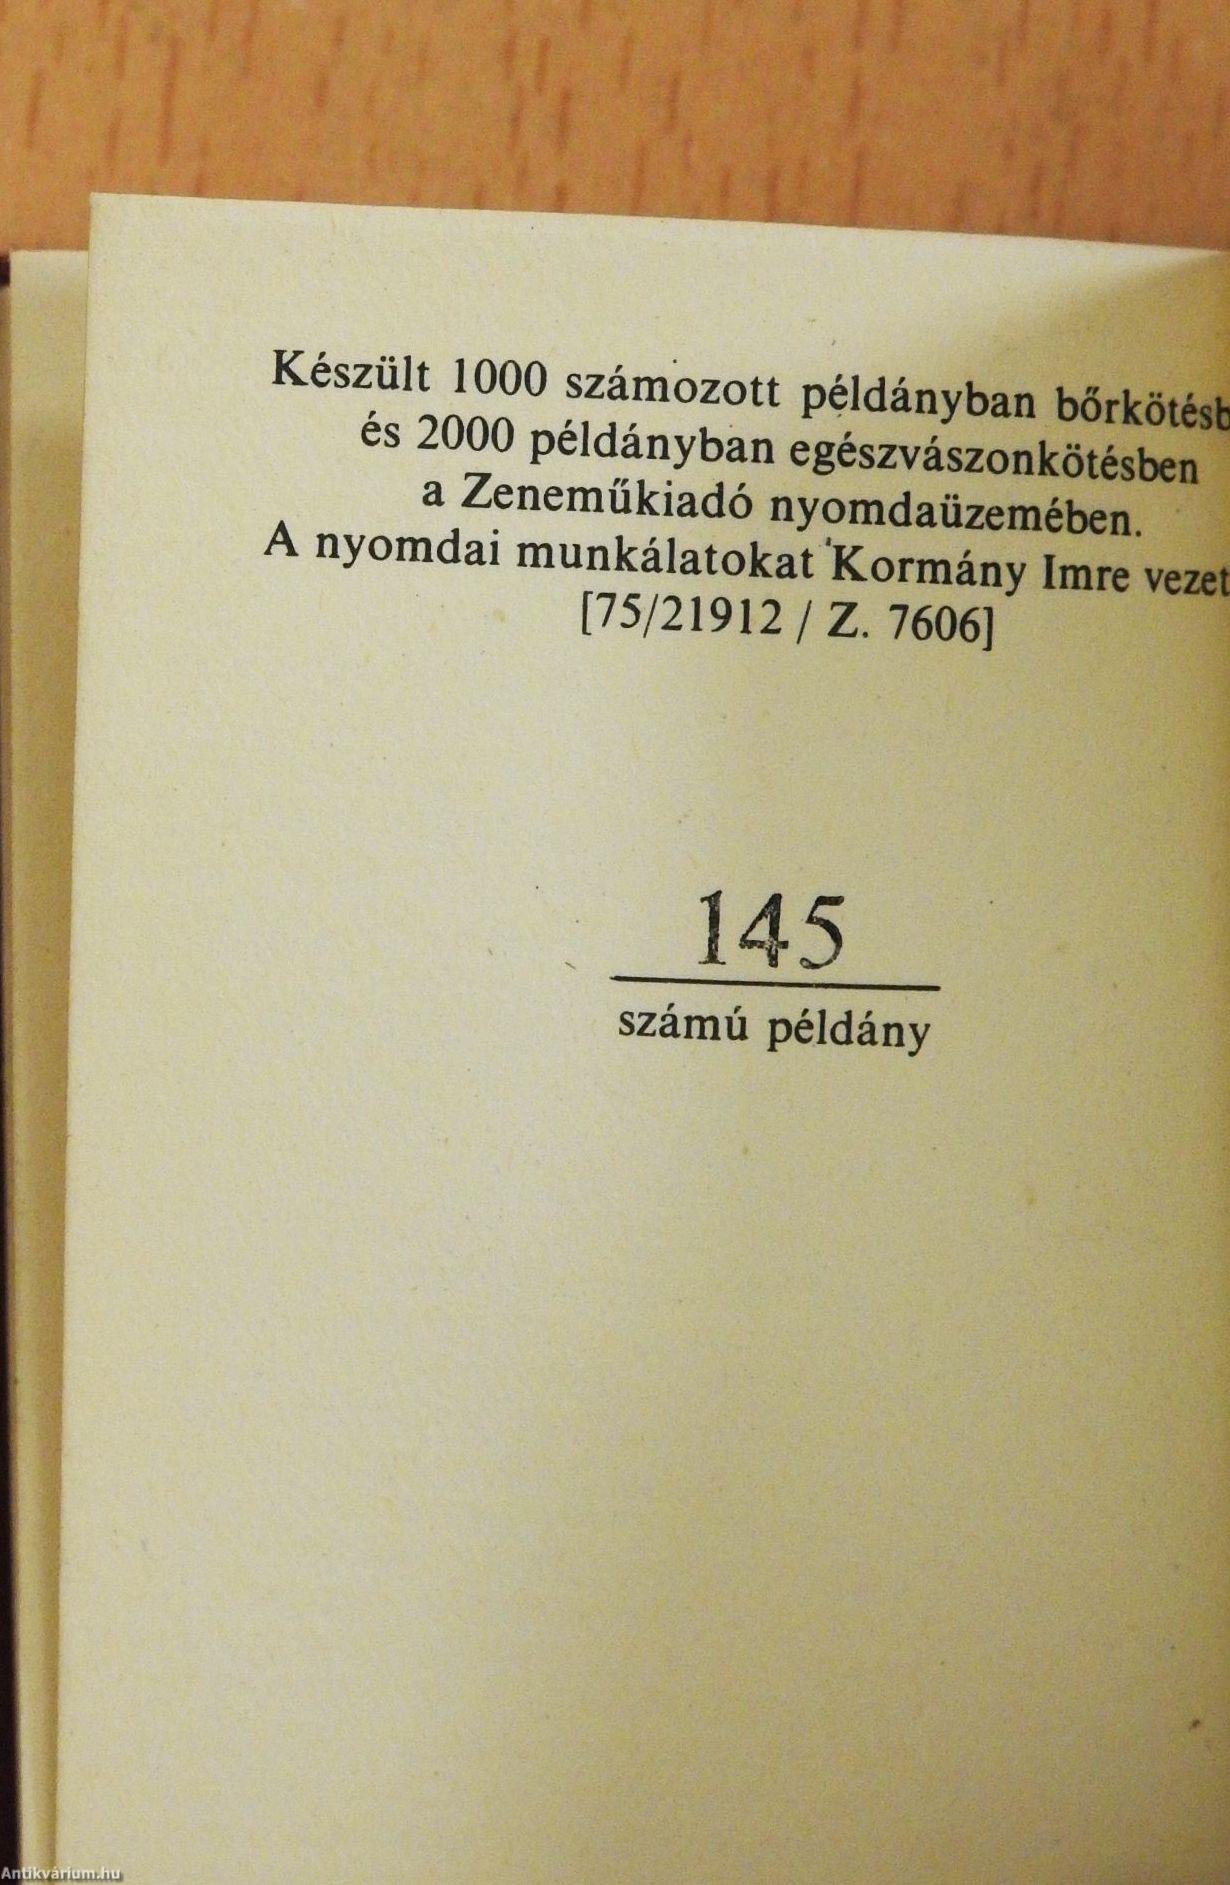 Készült 1000 számozott példányban bőrkötésb
és 2000 példányban egészvászonkötésben
a Zeneműkiadó nyomdaüzemében.
A nyomdai munkálatokat Kormány Imre vezet
[75/21912 / Z. 7606]
145
számú példány
Antikvárium.hu